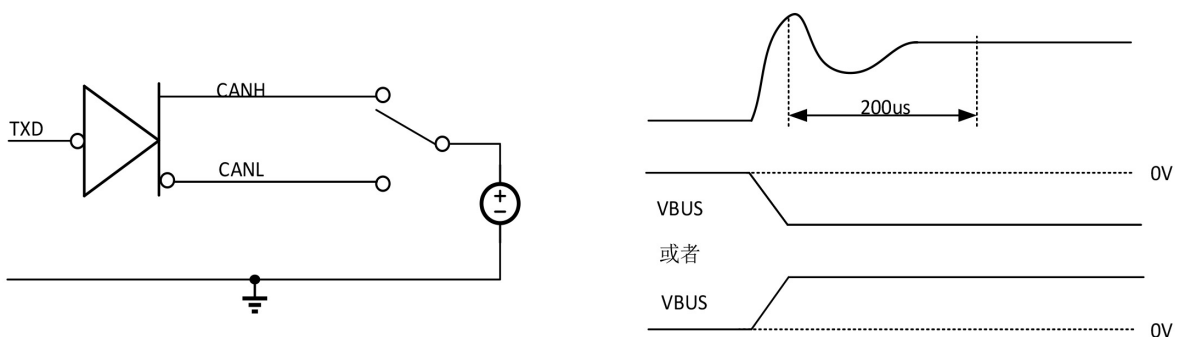 CANH
TXD
CANL
+
−
200us
0V
VBUS
或者
VBUS
0V